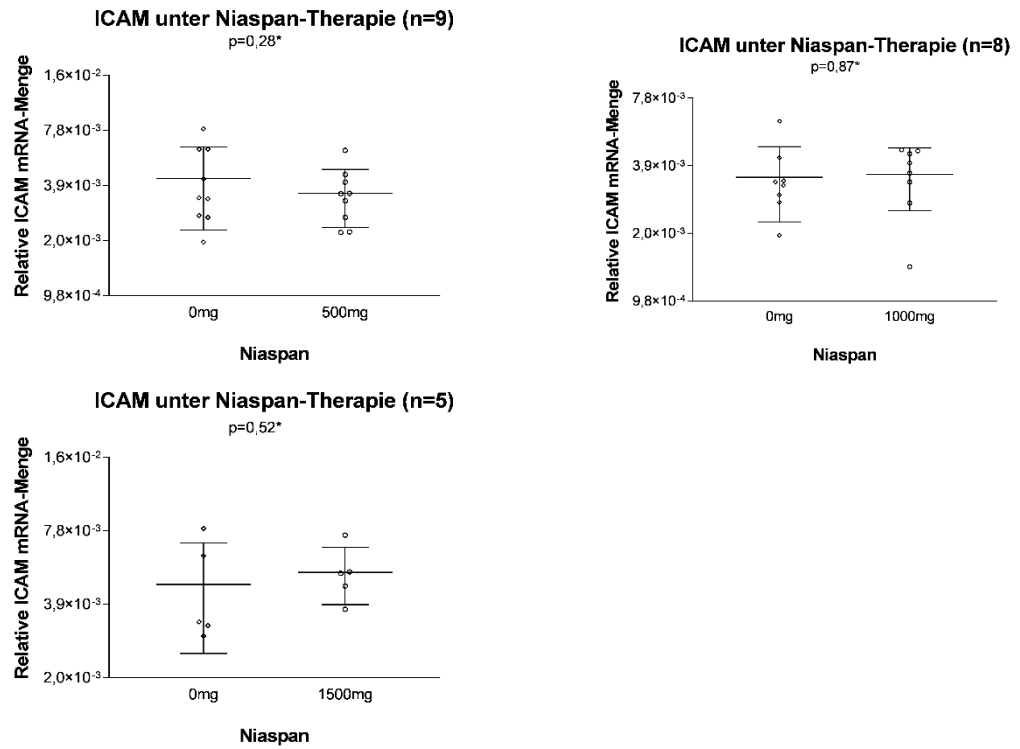 ICAM unter Niaspan-Therapie (n=9)
p=0,28*
Relative ICAM mRNA-Menge
1,6×10⁻²
7,8×10⁻³
3,9×10⁻³
2,0×10⁻³
9,8×10⁻⁴
0mg 500mg
Niaspan
ICAM unter Niaspan-Therapie (n=8)
p=0,87*
Relative ICAM mRNA-Menge
7,8×10⁻³
3,9×10⁻³
2,0×10⁻³
9,8×10⁻⁴
0mg 1000mg
Niaspan
ICAM unter Niaspan-Therapie (n=5)
p=0,52*
Relative ICAM mRNA-Menge
1,6×10⁻²
7,8×10⁻³
3,9×10⁻³
2,0×10⁻³
0mg 1500mg
Niaspan